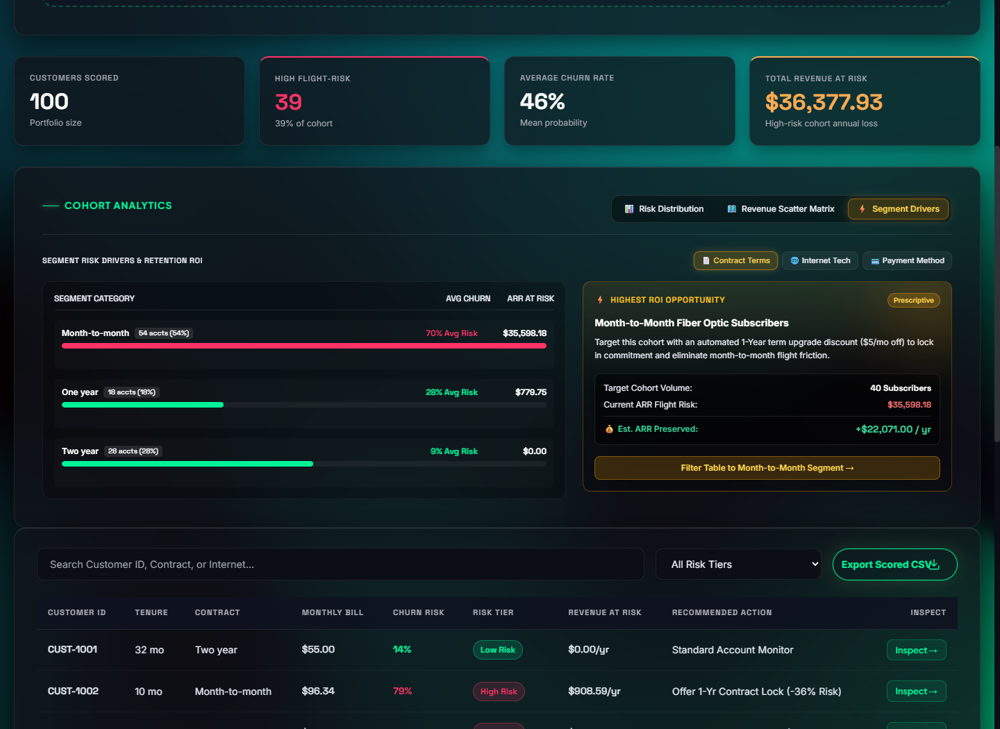 CUSTOMERS SCORED
100
Portfolio size
HIGH FLIGHT-RISK
39
39% of cohort
AVERAGE CHURN RATE
46%
Mean probability
TOTAL REVENUE AT RISK
$36,377.93
High-risk cohort annual loss
COHORT ANALYTICS
Risk Distribution
Revenue Scatter Matrix
Segment Drivers
SEGMENT RISK DRIVERS & RETENTION ROI
Contract Terms
Internet Tech
Payment Method
SEGMENT CATEGORY AVG CHURN ARR AT RISK
Month-to-month 54 accts (54%) 70% Avg Risk $35,598.18
One year 18 accts (18%) 28% Avg Risk $779.75
Two year 28 accts (28%) 9% Avg Risk $0.00
HIGHEST ROI OPPORTUNITY Prescriptive
Month-to-Month Fiber Optic Subscribers
Target this cohort with an automated 1-Year term upgrade discount ($5/mo off) to lock
in commitment and eliminate month-to-month flight friction.
Target Cohort Volume: 40 Subscribers
Current ARR Flight Risk: $35,598.18
Est. ARR Preserved: +$22,071.00 / yr
Filter Table to Month-to-Month Segment →
Search Customer ID, Contract, or Internet...
All Risk Tiers
Export Scored CSV
CUSTOMER ID TENURE CONTRACT MONTHLY BILL CHURN RISK RISK TIER REVENUE AT RISK RECOMMENDED ACTION INSPECT
CUST-1001 32 mo Two year $55.00 14% Low Risk $0.00/yr Standard Account Monitor Inspect →
CUST-1002 10 mo Month-to-month $96.34 79% High Risk $908.59/yr Offer 1-Yr Contract Lock (-36% Risk) Inspect →